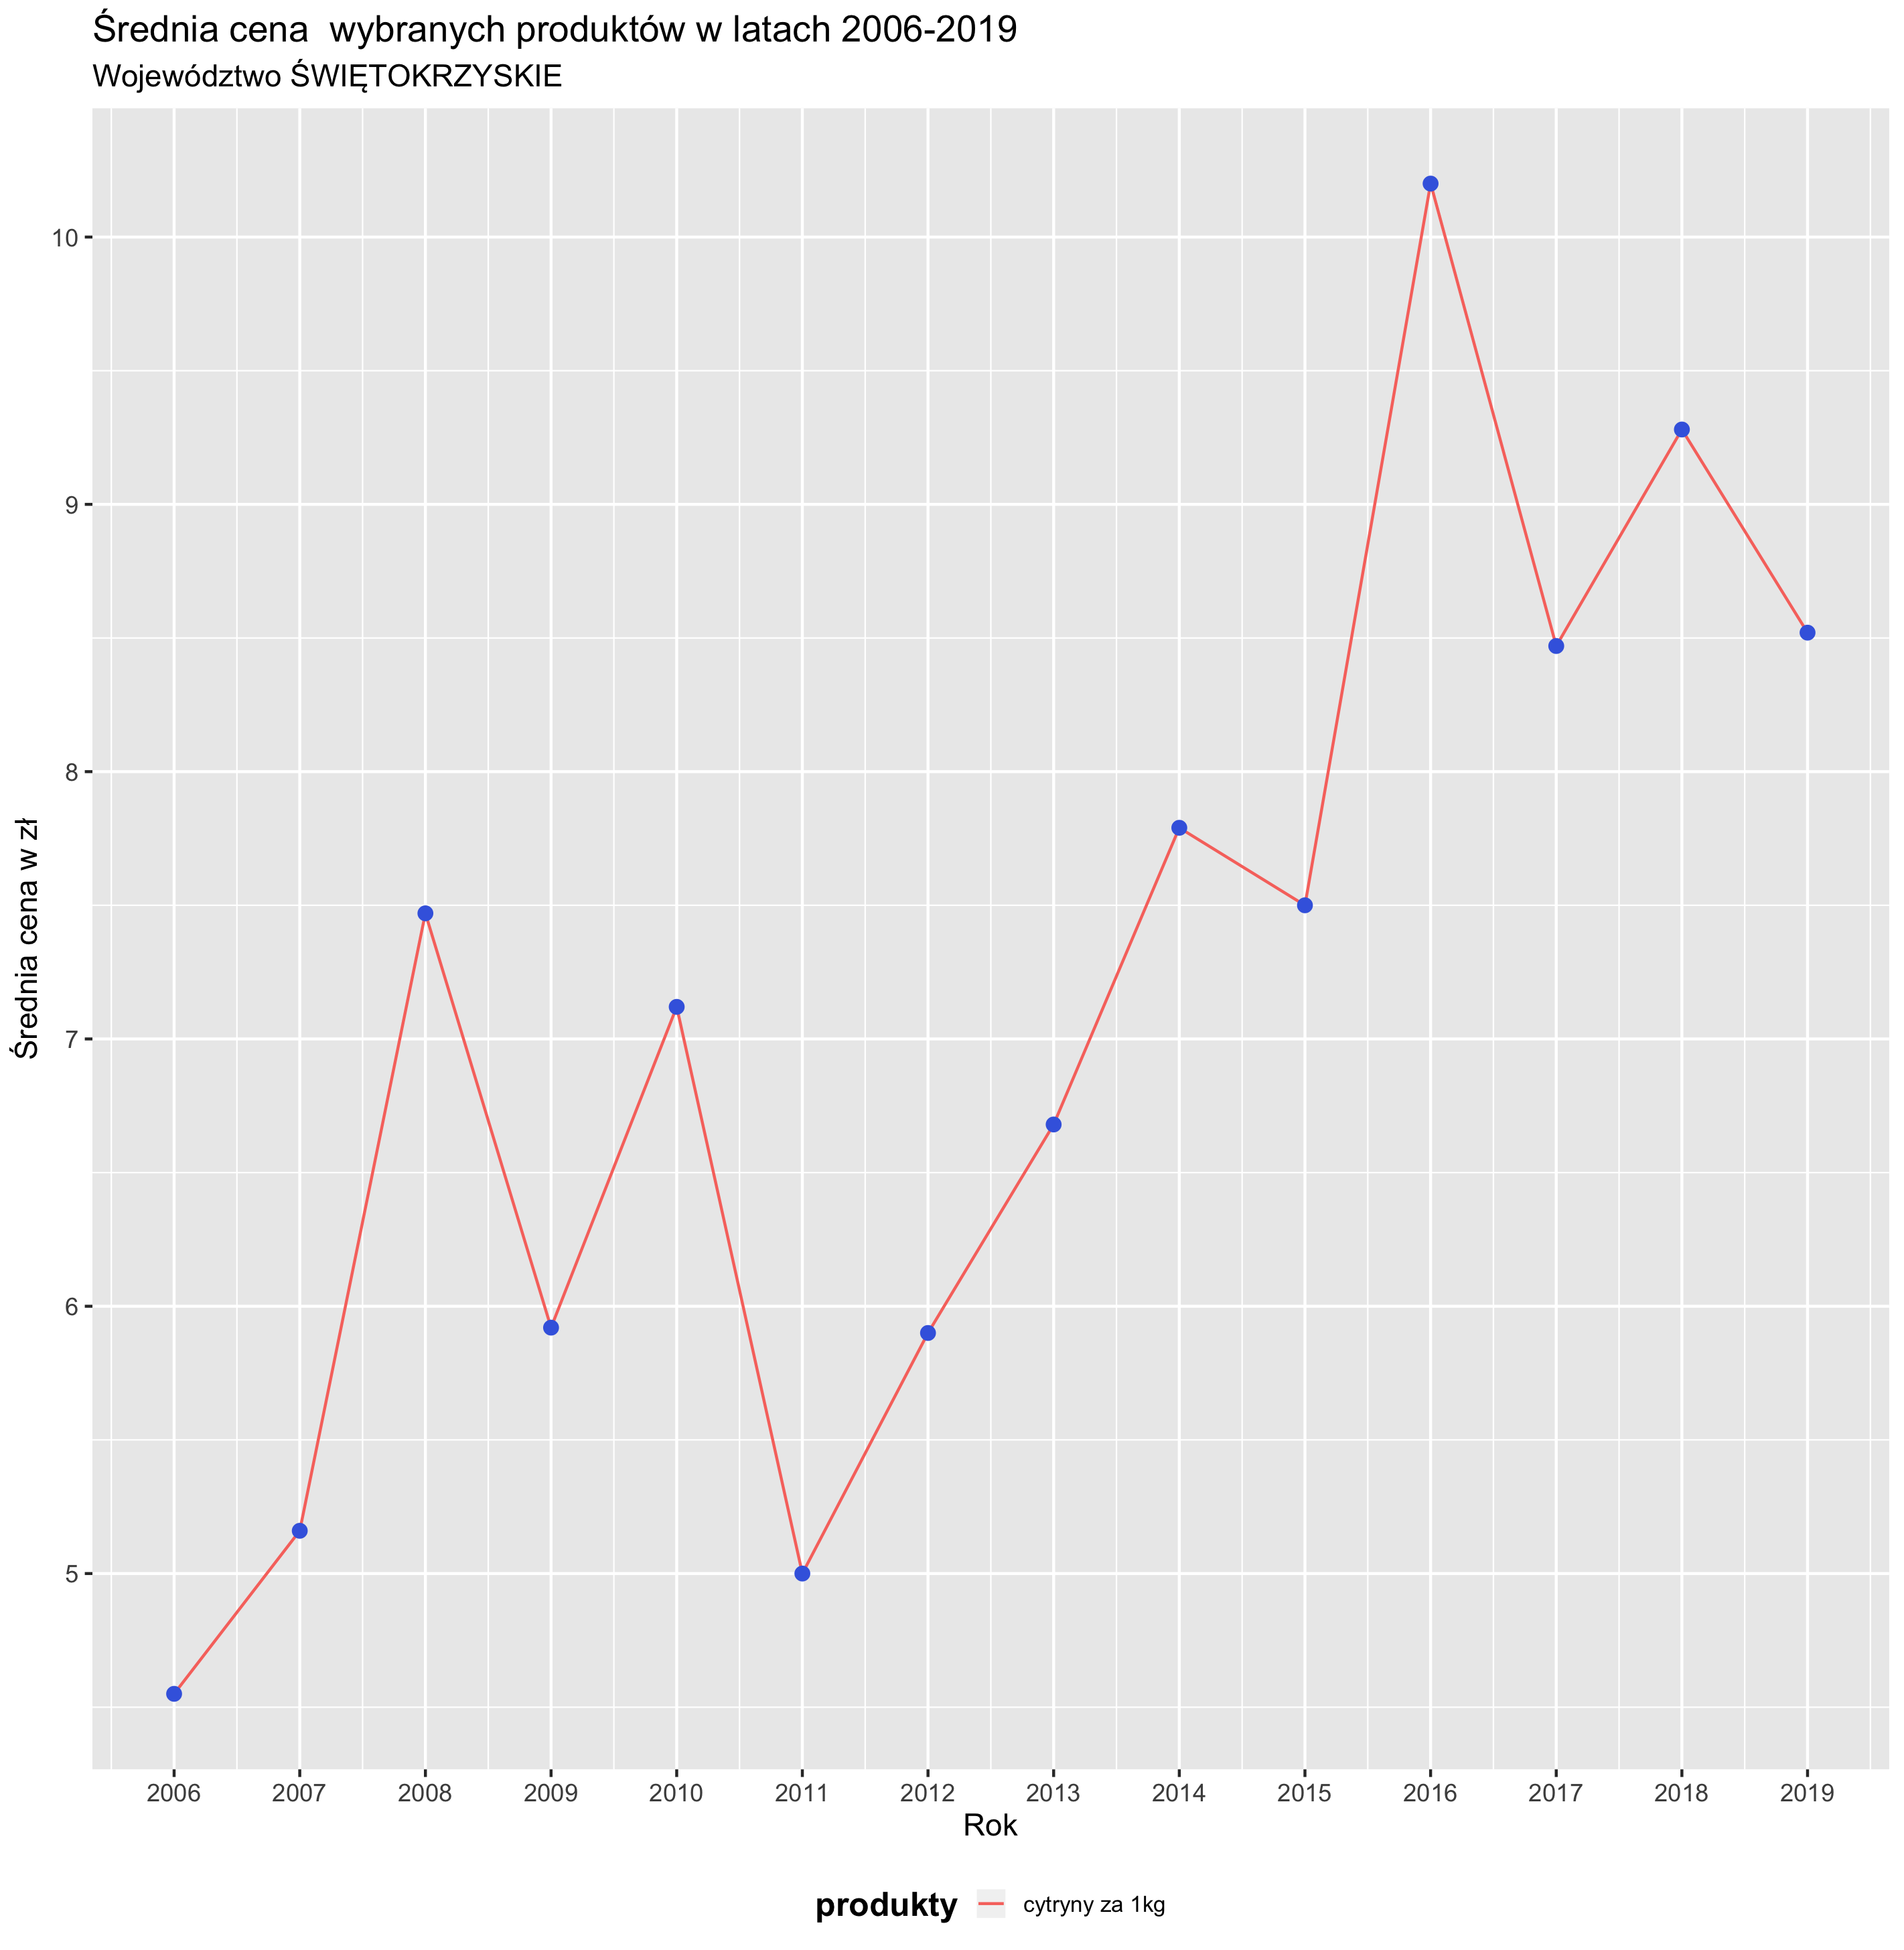 Średnia cena  wybranych produktów w latach 2006-2019
Województwo ŚWIĘTOKRZYSKIE
Średnia cena w zł
10
9
8
7
6
5
2006 2007 2008 2009 2010 2011 2012 2013 2014 2015 2016 2017 2018 2019
Rok
produkty cytryny za 1kg